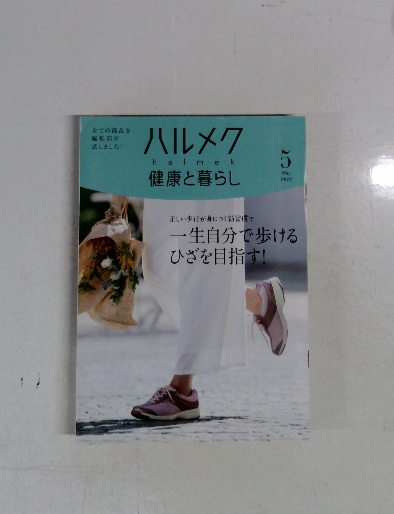 全ての商品を
編集部が
試しました!
ハルメク
halmek
健康と暮らし
5
May
正しい歩行が身につく新習慣で
一生自分で歩ける
ひざを目指す!